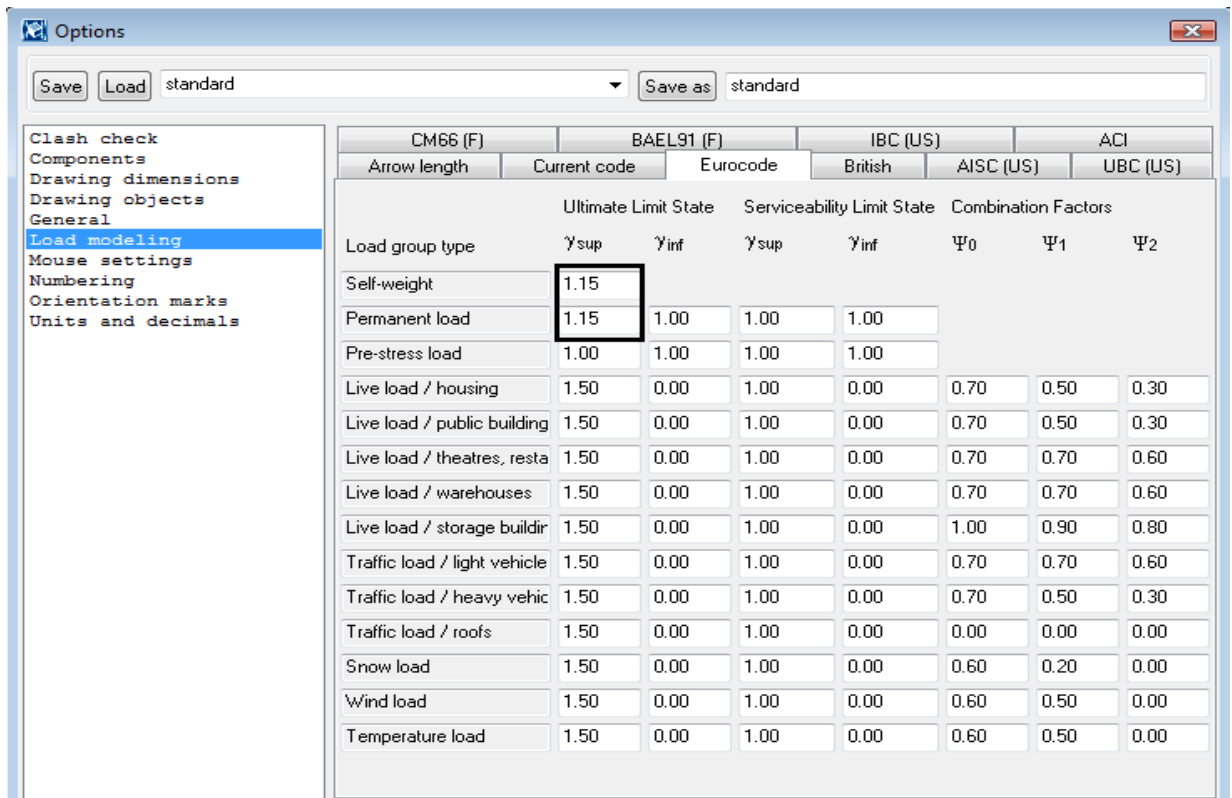 Options
Save Load standard Save as standard
Clash check
Components
Drawing dimensions
Drawing objects
General
Load modeling
Mouse settings
Numbering
Orientation marks
Units and decimals
CM66 (F) BAEL91 (F) IBC (US) ACI
Arrow length Current code Eurocode British AISC (US) UBC (US)
Ultimate Limit State Serviceability Limit State Combination Factors
Load group type γsup γinf γsup γinf Ψ0 Ψ1 Ψ2
Self-weight 1.15
Permanent load 1.15 1.00 1.00 1.00
Pre-stress load 1.00 1.00 1.00 1.00
Live load / housing 1.50 0.00 1.00 0.00 0.70 0.50 0.30
Live load / public building 1.50 0.00 1.00 0.00 0.70 0.50 0.30
Live load / theatres, resta 1.50 0.00 1.00 0.00 0.70 0.70 0.60
Live load / warehouses 1.50 0.00 1.00 0.00 0.70 0.70 0.60
Live load / storage buildin 1.50 0.00 1.00 0.00 1.00 0.90 0.80
Traffic load / light vehicle 1.50 0.00 1.00 0.00 0.70 0.70 0.60
Traffic load / heavy vehic 1.50 0.00 1.00 0.00 0.70 0.50 0.30
Traffic load / roofs 1.50 0.00 1.00 0.00 0.00 0.00 0.00
Snow load 1.50 0.00 1.00 0.00 0.60 0.20 0.00
Wind load 1.50 0.00 1.00 0.00 0.60 0.50 0.00
Temperature load 1.50 0.00 1.00 0.00 0.60 0.50 0.00